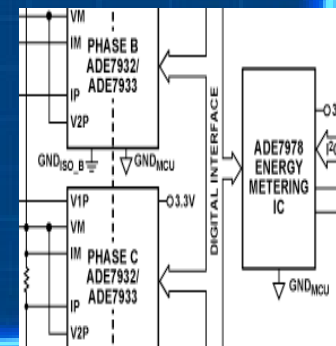 VM
IM
PHASE B
ADE7932/
ADE7933
IP
V2P
GNDISO_B
GNDMCU
V1P
3.3V
VM
IM
PHASE C
ADE7932/
ADE7933
IP
V2P
DIGITAL INTERFACE
ADE7978
ENERGY
METERING
IC
GNDMCU